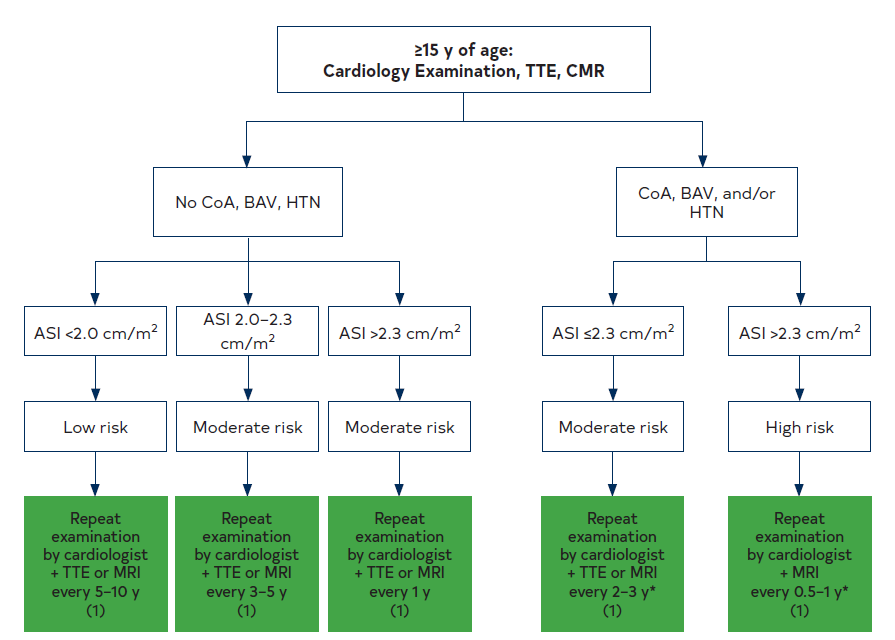 ≥15 y of age:
Cardiology Examination, TTE, CMR
No CoA, BAV, HTN
CoA, BAV, and/or
HTN
ASI <2.0 cm/m²
ASI 2.0–2.3
cm/m²
ASI >2.3 cm/m²
ASI ≤2.3 cm/m²
ASI >2.3 cm/m²
Low risk
Moderate risk
Moderate risk
Moderate risk
High risk
Repeat
examination
by cardiologist
+ TTE or MRI
every 5–10 y
(1)
Repeat
examination
by cardiologist
+ TTE or MRI
every 3–5 y
(1)
Repeat
examination
by cardiologist
+ TTE or MRI
every 1 y
(1)
Repeat
examination
by cardiologist
+ TTE or MRI
every 2–3 y*
(1)
Repeat
examination
by cardiologist
+ MRI
every 0.5–1 y*
(1)